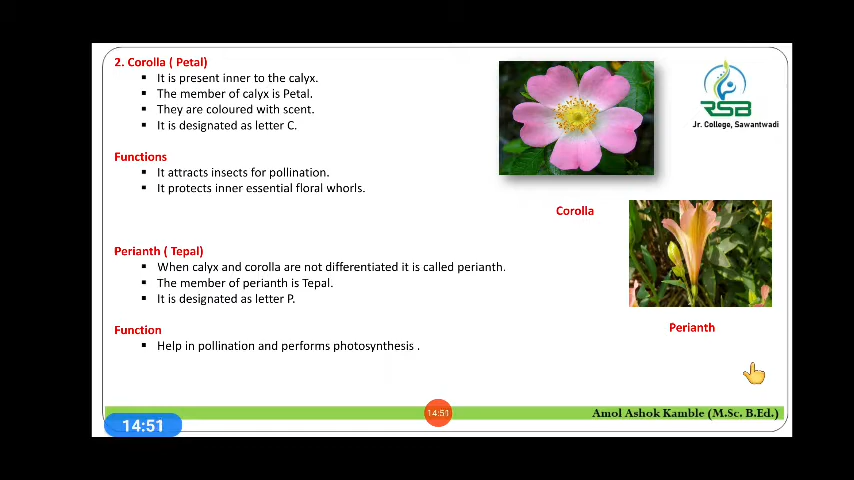 2. Corolla ( Petal)
▪ It is present inner to the calyx.
▪ The member of calyx is Petal.
▪ They are coloured with scent.
▪ It is designated as letter C.
Functions
▪ It attracts insects for pollination.
▪ It protects inner essential floral whorls.
Perianth ( Tepal)
▪ When calyx and corolla are not differentiated it is called perianth.
▪ The member of perianth is Tepal.
▪ It is designated as letter P.
Function
▪ Help in pollination and performs photosynthesis .
RSB
Jr. College, Sawantwadi
Corolla
Perianth
14:51
Amol Ashok Kamble (M.Sc. B.Ed.)
14:51